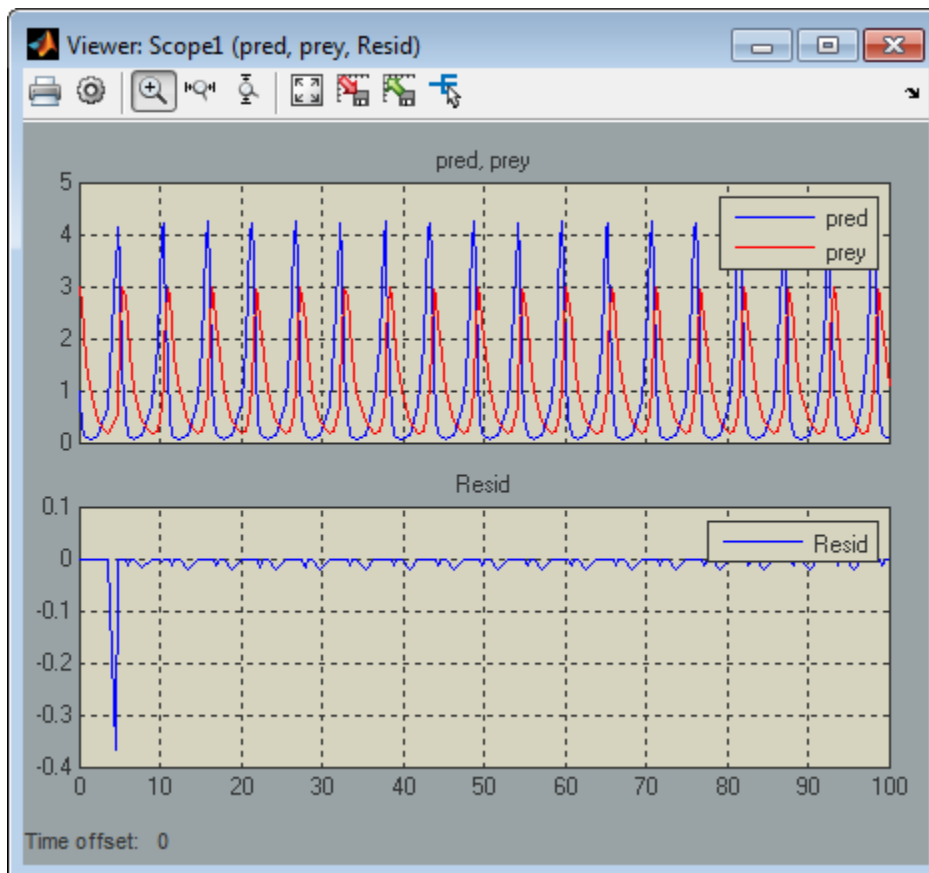 Viewer: Scope1 (pred, prey, Resid)
pred, prey
5
4
3
2
1
0
pred
prey
Resid
0.1
0
-0.1
-0.2
-0.3
-0.4
Resid
0 10 20 30 40 50 60 70 80 90 100
Time offset: 0